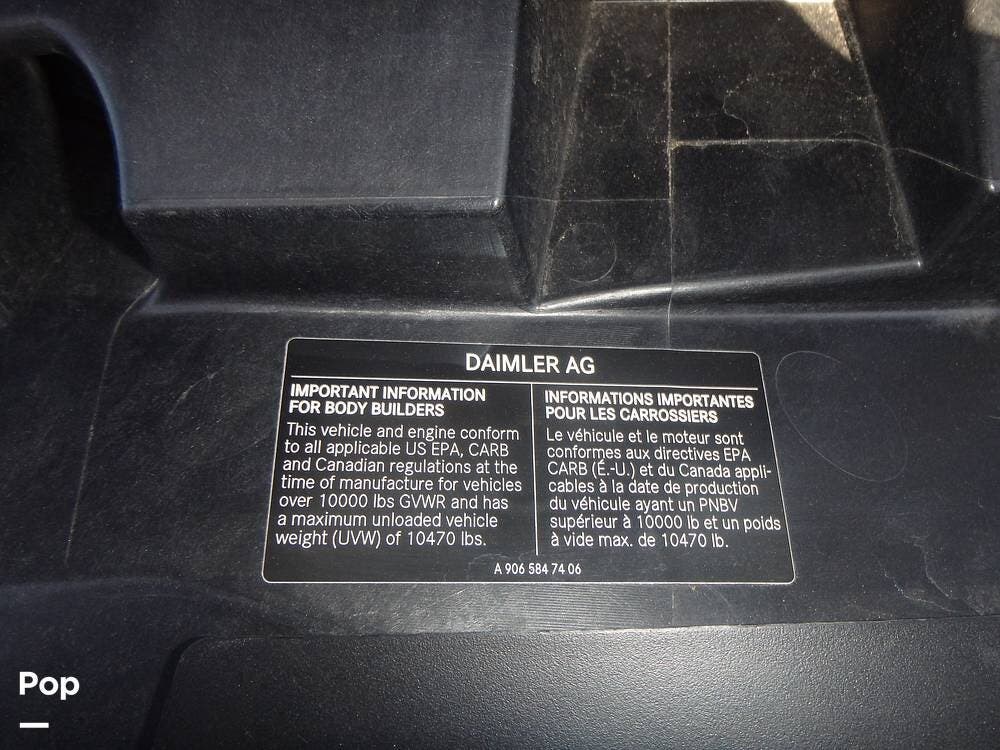 DAIMLER AG
IMPORTANT INFORMATION
FOR BODY BUILDERS
This vehicle and engine conform
to all applicable US EPA, CARB
and Canadian regulations at the
time of manufacture for vehicles
over 10000 lbs GVWR and has
a maximum unloaded vehicle
weight (UVW) of 10470 lbs.
INFORMATIONS IMPORTANTES
POUR LES CARROSSIERS
Le véhicule et le moteur sont
conformes aux directives EPA
CARB (É.-U.) et du Canada appli-
cables à la date de production
du véhicule ayant un PNBV
supérieur à 10000 lb et un poids
à vide max. de 10470 lb.
A 906 584 74 06
Pop